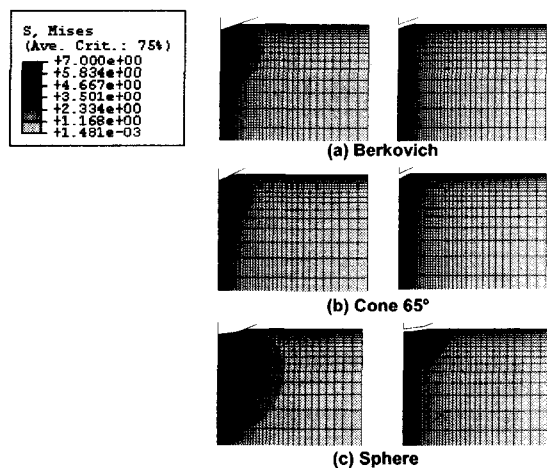 S, Mises
(Ave. Crit.: 75%)
+7.000e+00
+5.834e+00
+4.667e+00
+3.501e+00
+2.334e+00
+1.168e+00
+1.481e-03
(a) Berkovich
(b) Cone 65°
(c) Sphere